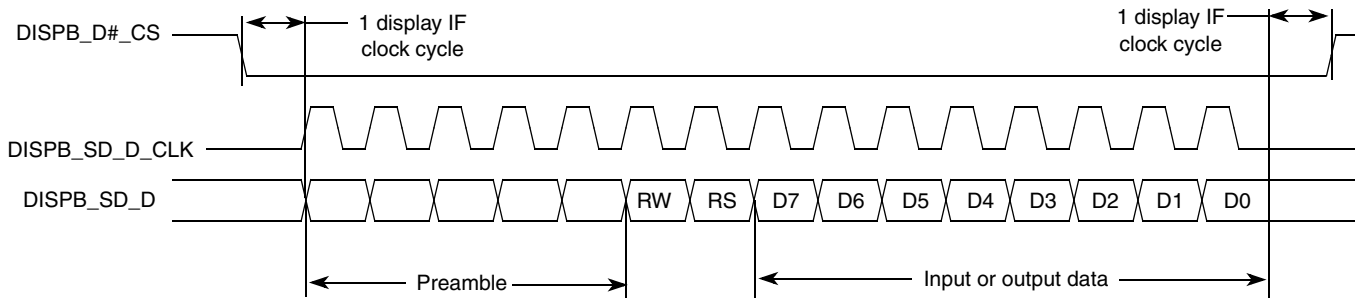 DISPB_D#_CS
1 display IF
clock cycle
1 display IF
clock cycle
DISPB_SD_D_CLK
DISPB_SD_D
RW RS D7 D6 D5 D4 D3 D2 D1 D0
Preamble
Input or output data